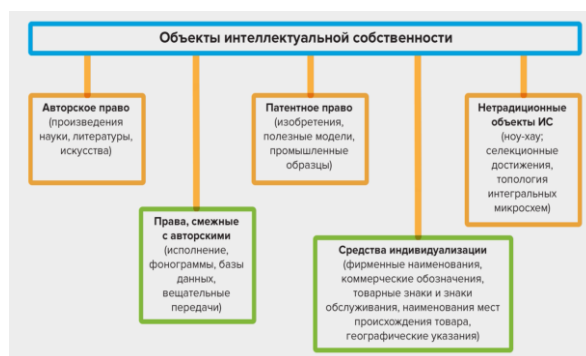 Объекты интеллектуальной собственности
Авторское право
(произведения
науки, литературы,
искусства)
Патентное право
(изобретения,
полезные модели,
промышленные
образцы)
Нетрадиционные
объекты ИС
(ноу-хау;
селекционные
достижения,
топология
интегральных
микросхем)
Права, смежные
с авторскими
(исполнение,
фонограммы, базы
данных,
вещательные
передачи)
Средства индивидуализации
(фирменные наименования,
коммерческие обозначения,
товарные знаки и знаки
обслуживания, наименования мест
происхождения товара,
географические указания)